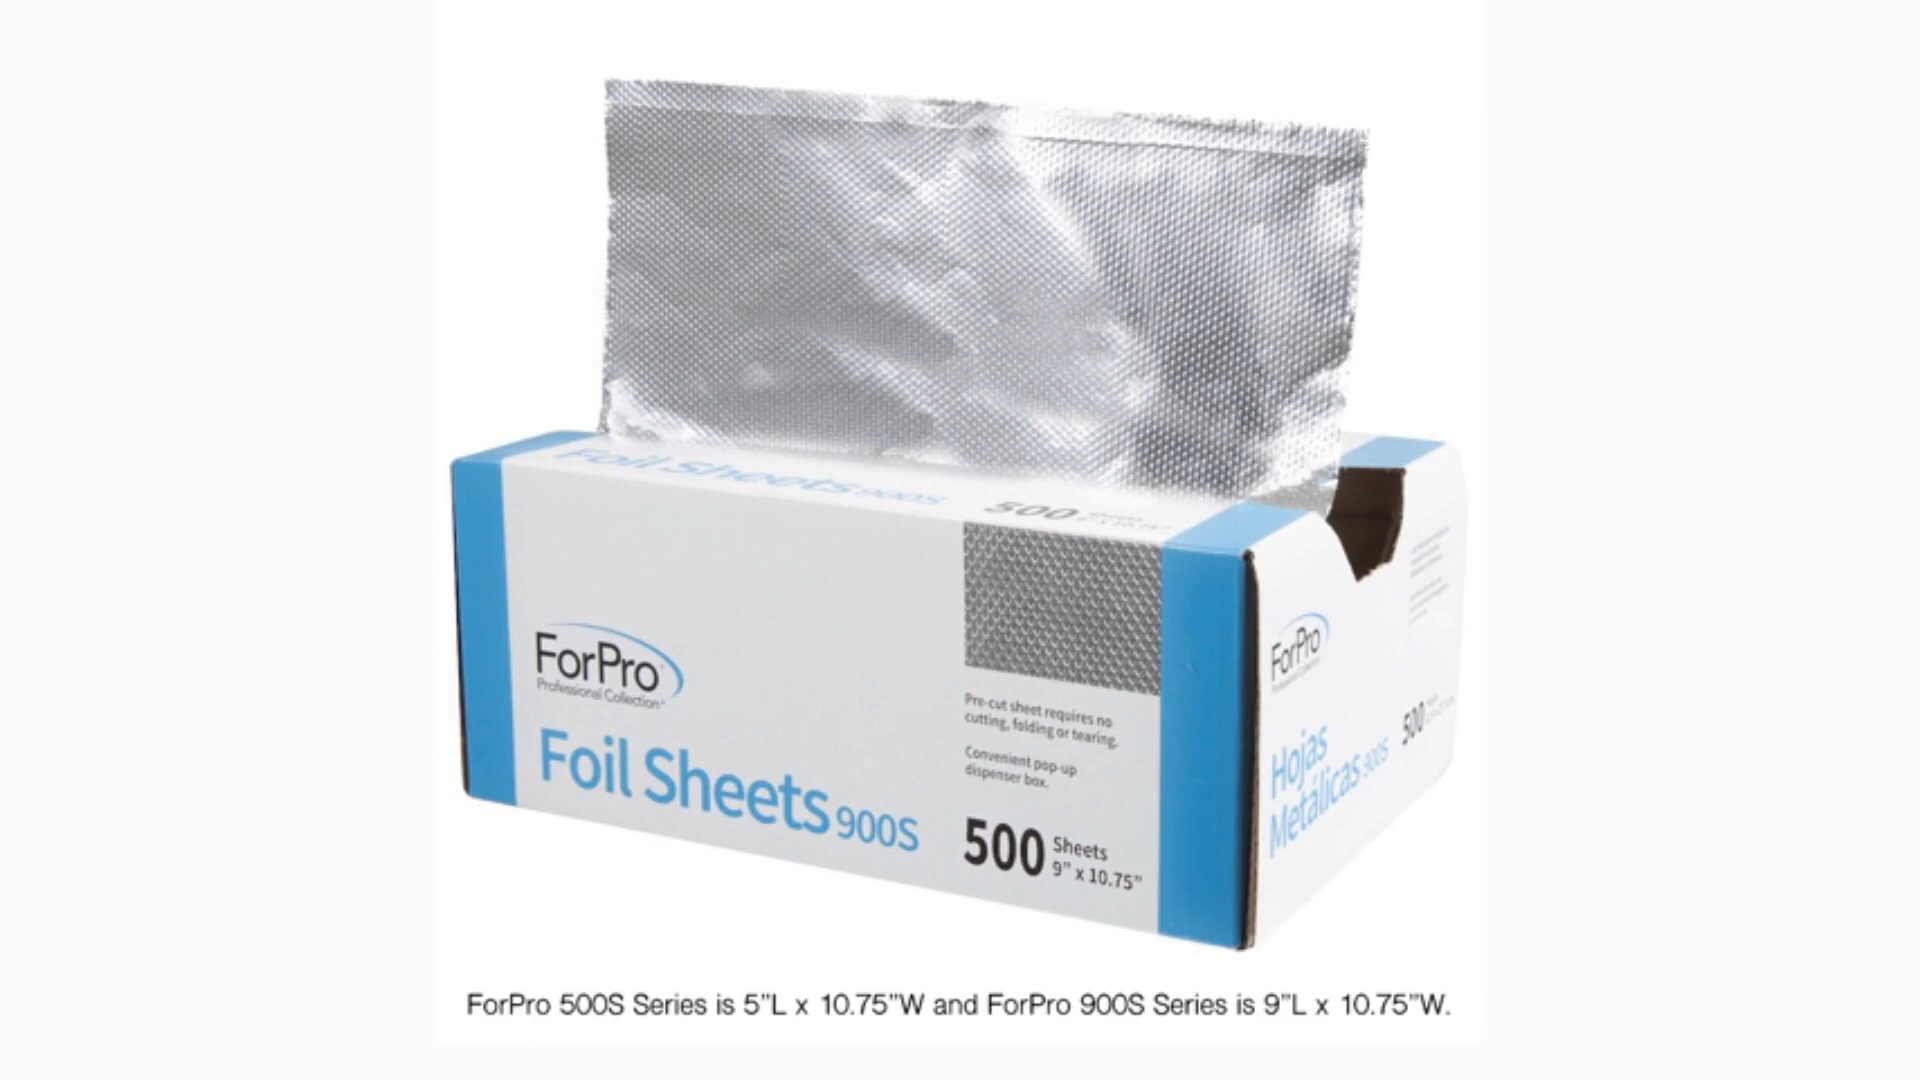 Foil Sheets 900S
500
ForPro
Professional Collection
Foil Sheets 900S
Pre-cut sheet requires no
cutting, folding or tearing.
Convenient pop-up
dispenser box.
500 Sheets
9" x 10.75"
ForPro
Hojas
Metálicas 900S
500
ForPro 500S Series is 5"L x 10.75"W and ForPro 900S Series is 9"L x 10.75"W.